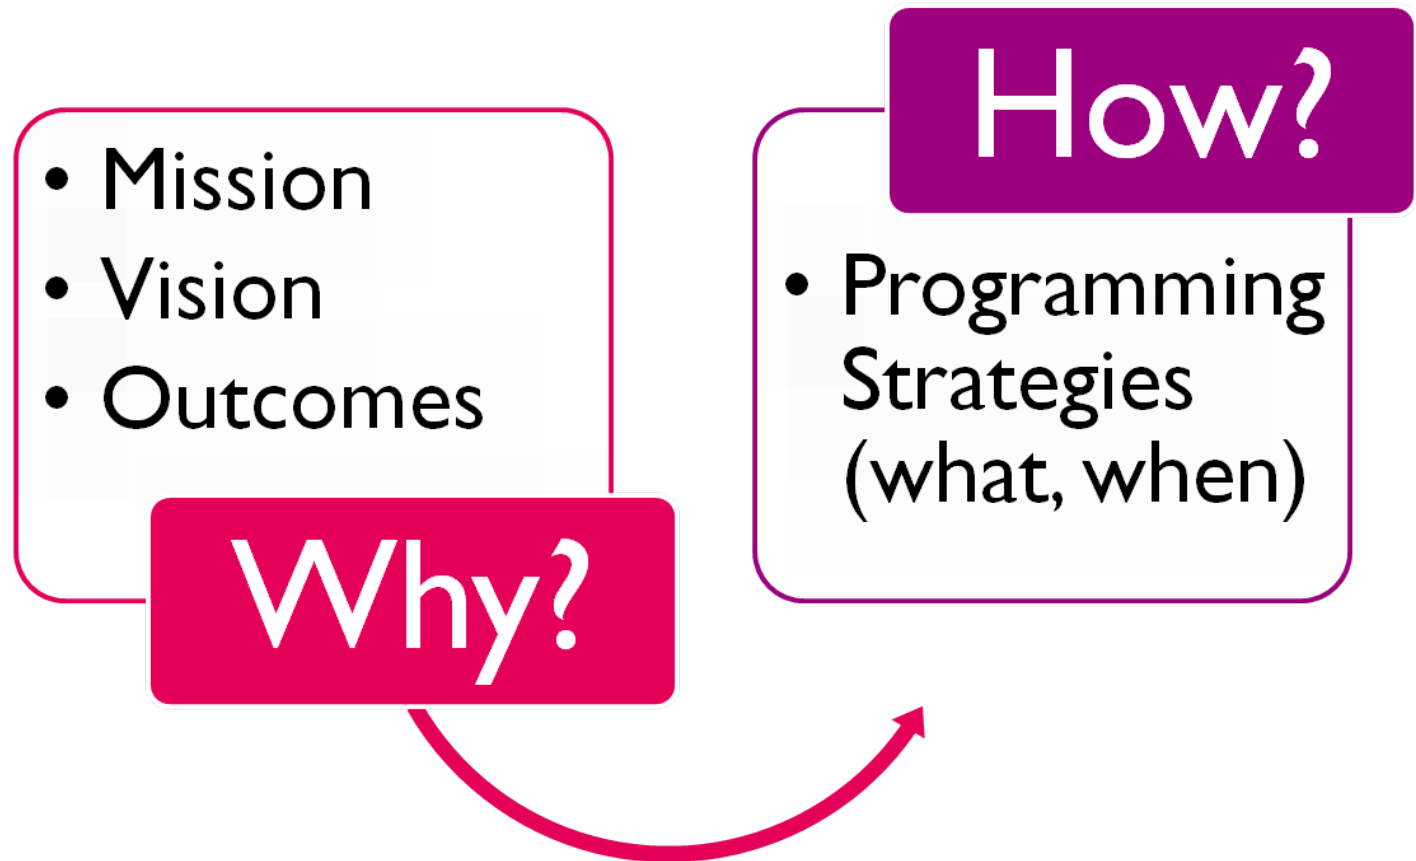 • Mission
• Vision
• Outcomes
Why?
How?
• Programming
Strategies
(what, when)